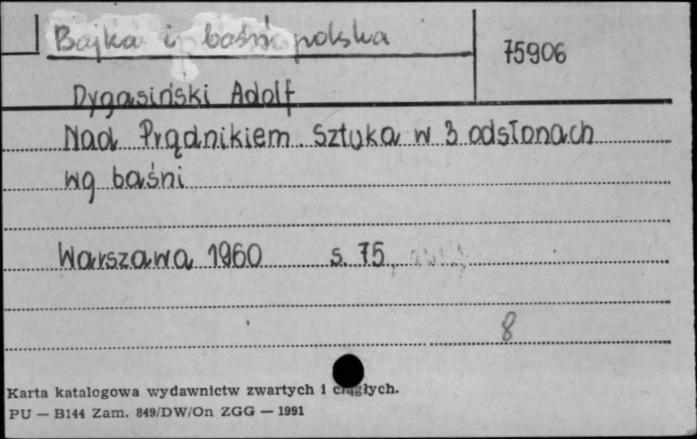 Bajka i baśń polska
75906
Dygasiński Adolf
Nad Prądnikiem. Sztuka w 3 odsłonach
wg baśni
Warszawa 1960 s. 75
8
Karta katalogowa wydawnictw zwartych i ciągłych.
PU — B144 Zam. 849/DW/On ZGG — 1991